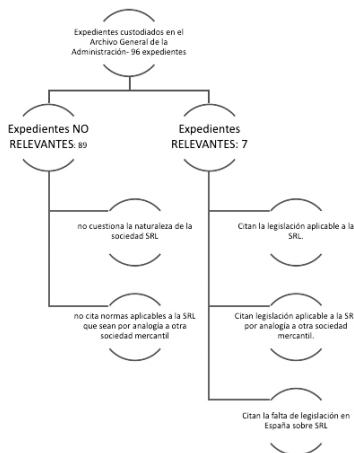 Expedientes custodiados en el
Archivo General de la
Administración- 96 expedientes
Expedientes NO
RELEVANTES: 89
Expedientes
RELEVANTES: 7
no cuestiona la naturaleza de la
sociedad SRL
Citan la legislación aplicable a la
SRL.
no cita normas aplicables a la SRL
que sean por analogía a otra
sociedad mercantil
Citan legislación aplicable a la SR
por analogía a otra sociedad
mercantil.
Citan la falta de legislación en
España sobre SRL